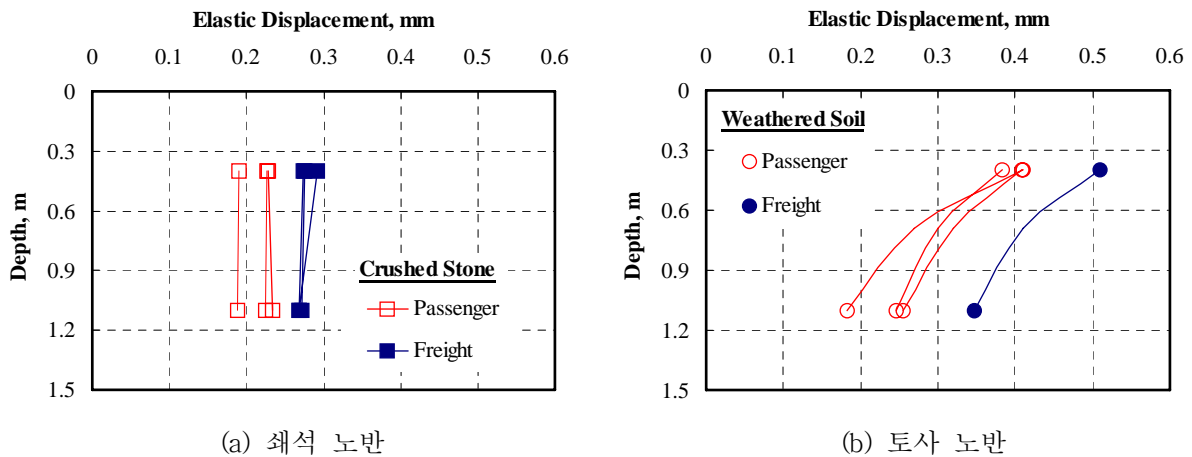 Elastic Displacement, mm
0 0.1 0.2 0.3 0.4 0.5 0.6
0
0.3
0.6
0.9
1.2
1.5
Depth, m
Crushed Stone
Passenger
Freight
(a) 쇄석 노반
Elastic Displacement, mm
0 0.1 0.2 0.3 0.4 0.5 0.6
0
0.3
0.6
0.9
1.2
1.5
Depth, m
Weathered Soil
Passenger
Freight
(b) 토사 노반